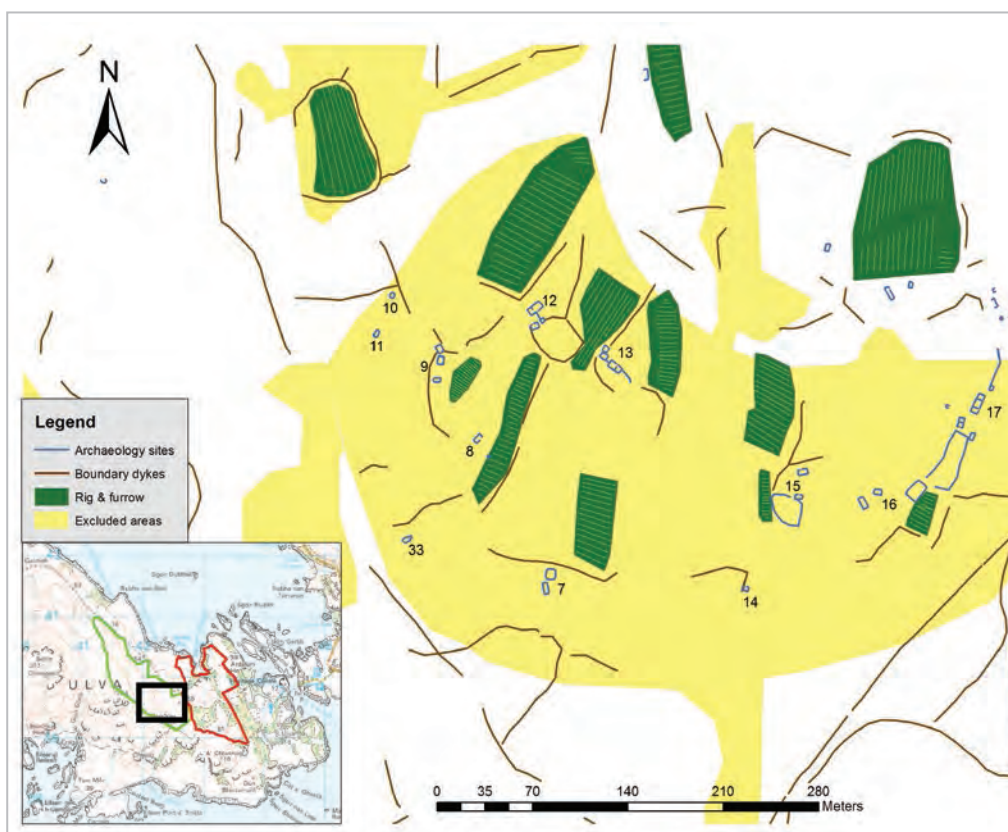 N
12
10
11
13
9
17
8
15
16
33
7
14
Legend
Archaeology sites
Boundary dykes
Rig & furrow
Excluded areas
ULVA
0 35 70 140 210 280
Meters